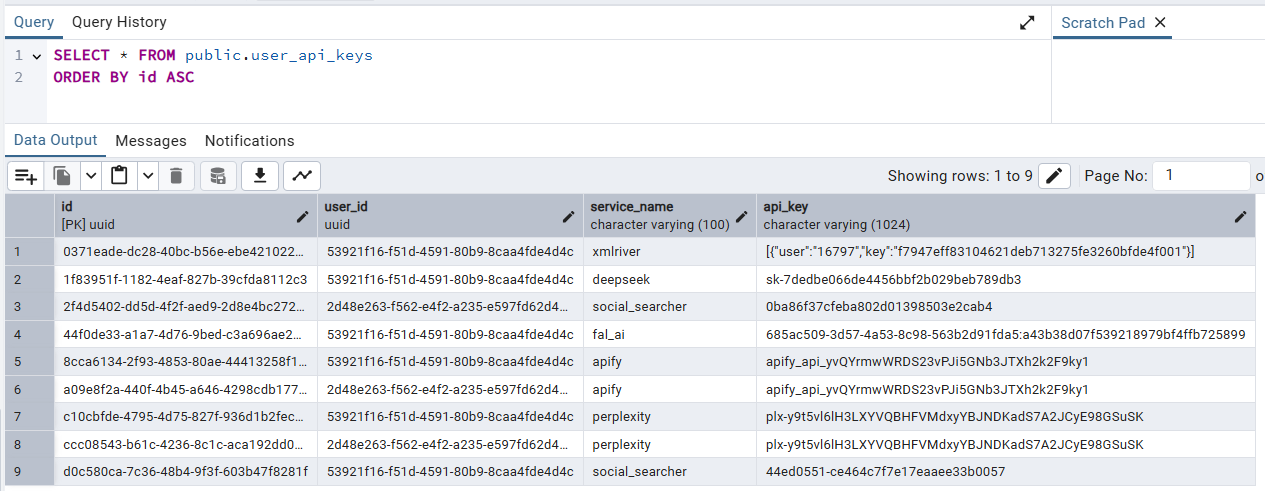 Query Query History Scratch Pad
1 SELECT * FROM public.user_api_keys
2 ORDER BY id ASC
Data Output Messages Notifications
Showing rows: 1 to 9 Page No: 1 o
id user_id service_name api_key
[PK] uuid uuid character varying (100) character varying (1024)
1 0371eade-dc28-40bc-b56e-ebe421022... 53921f16-f51d-4591-80b9-8caa4fde4d4c xmlriver [{"user":"16797","key":"f7947eff83104621deb713275fe3260bfde4f001"}]
2 1f83951f-1182-4eaf-827b-39cfda8112c3 53921f16-f51d-4591-80b9-8caa4fde4d4c deepseek sk-7dedbe066de4456bbf2b029beb789db3
3 2f4d5402-dd5d-4f2f-aed9-2d8e4bc272... 2d48e263-f562-e4f2-a235-e597fd62d4... social_searcher 0ba86f37cfeba802d01398503e2cab4
4 44f0de33-a1a7-4d76-9bed-c3a696ae2... 53921f16-f51d-4591-80b9-8caa4fde4d4c fal_ai 685ac509-3d57-4a53-8c98-563b2d91fda5:a43b38d07f539218979bf4ffb725899
5 8cca6134-2f93-4853-80ae-44413258f1... 53921f16-f51d-4591-80b9-8caa4fde4d4c apify apify_api_yvQYrmwWRDS23vPJi5GNb3JTXh2k2F9ky1
6 a09e8f2a-440f-4b45-a646-4298cdb177... 2d48e263-f562-e4f2-a235-e597fd62d4... apify apify_api_yvQYrmwWRDS23vPJi5GNb3JTXh2k2F9ky1
7 c10cbfde-4795-4d75-827f-936d1b2fec... 53921f16-f51d-4591-80b9-8caa4fde4d4c perplexity plx-y9t5vl6lH3LXYVQBHFVMdxyYBJNDKadS7A2JCyE98GSuSK
8 ccc08543-b61c-4236-8c1c-aca192dd0... 2d48e263-f562-e4f2-a235-e597fd62d4... perplexity plx-y9t5vl6lH3LXYVQBHFVMdxyYBJNDKadS7A2JCyE98GSuSK
9 d0c580ca-7c36-48b4-9f3f-603b47f8281f 53921f16-f51d-4591-80b9-8caa4fde4d4c social_searcher 44ed0551-ce464c7f7e17eaaee33b0057